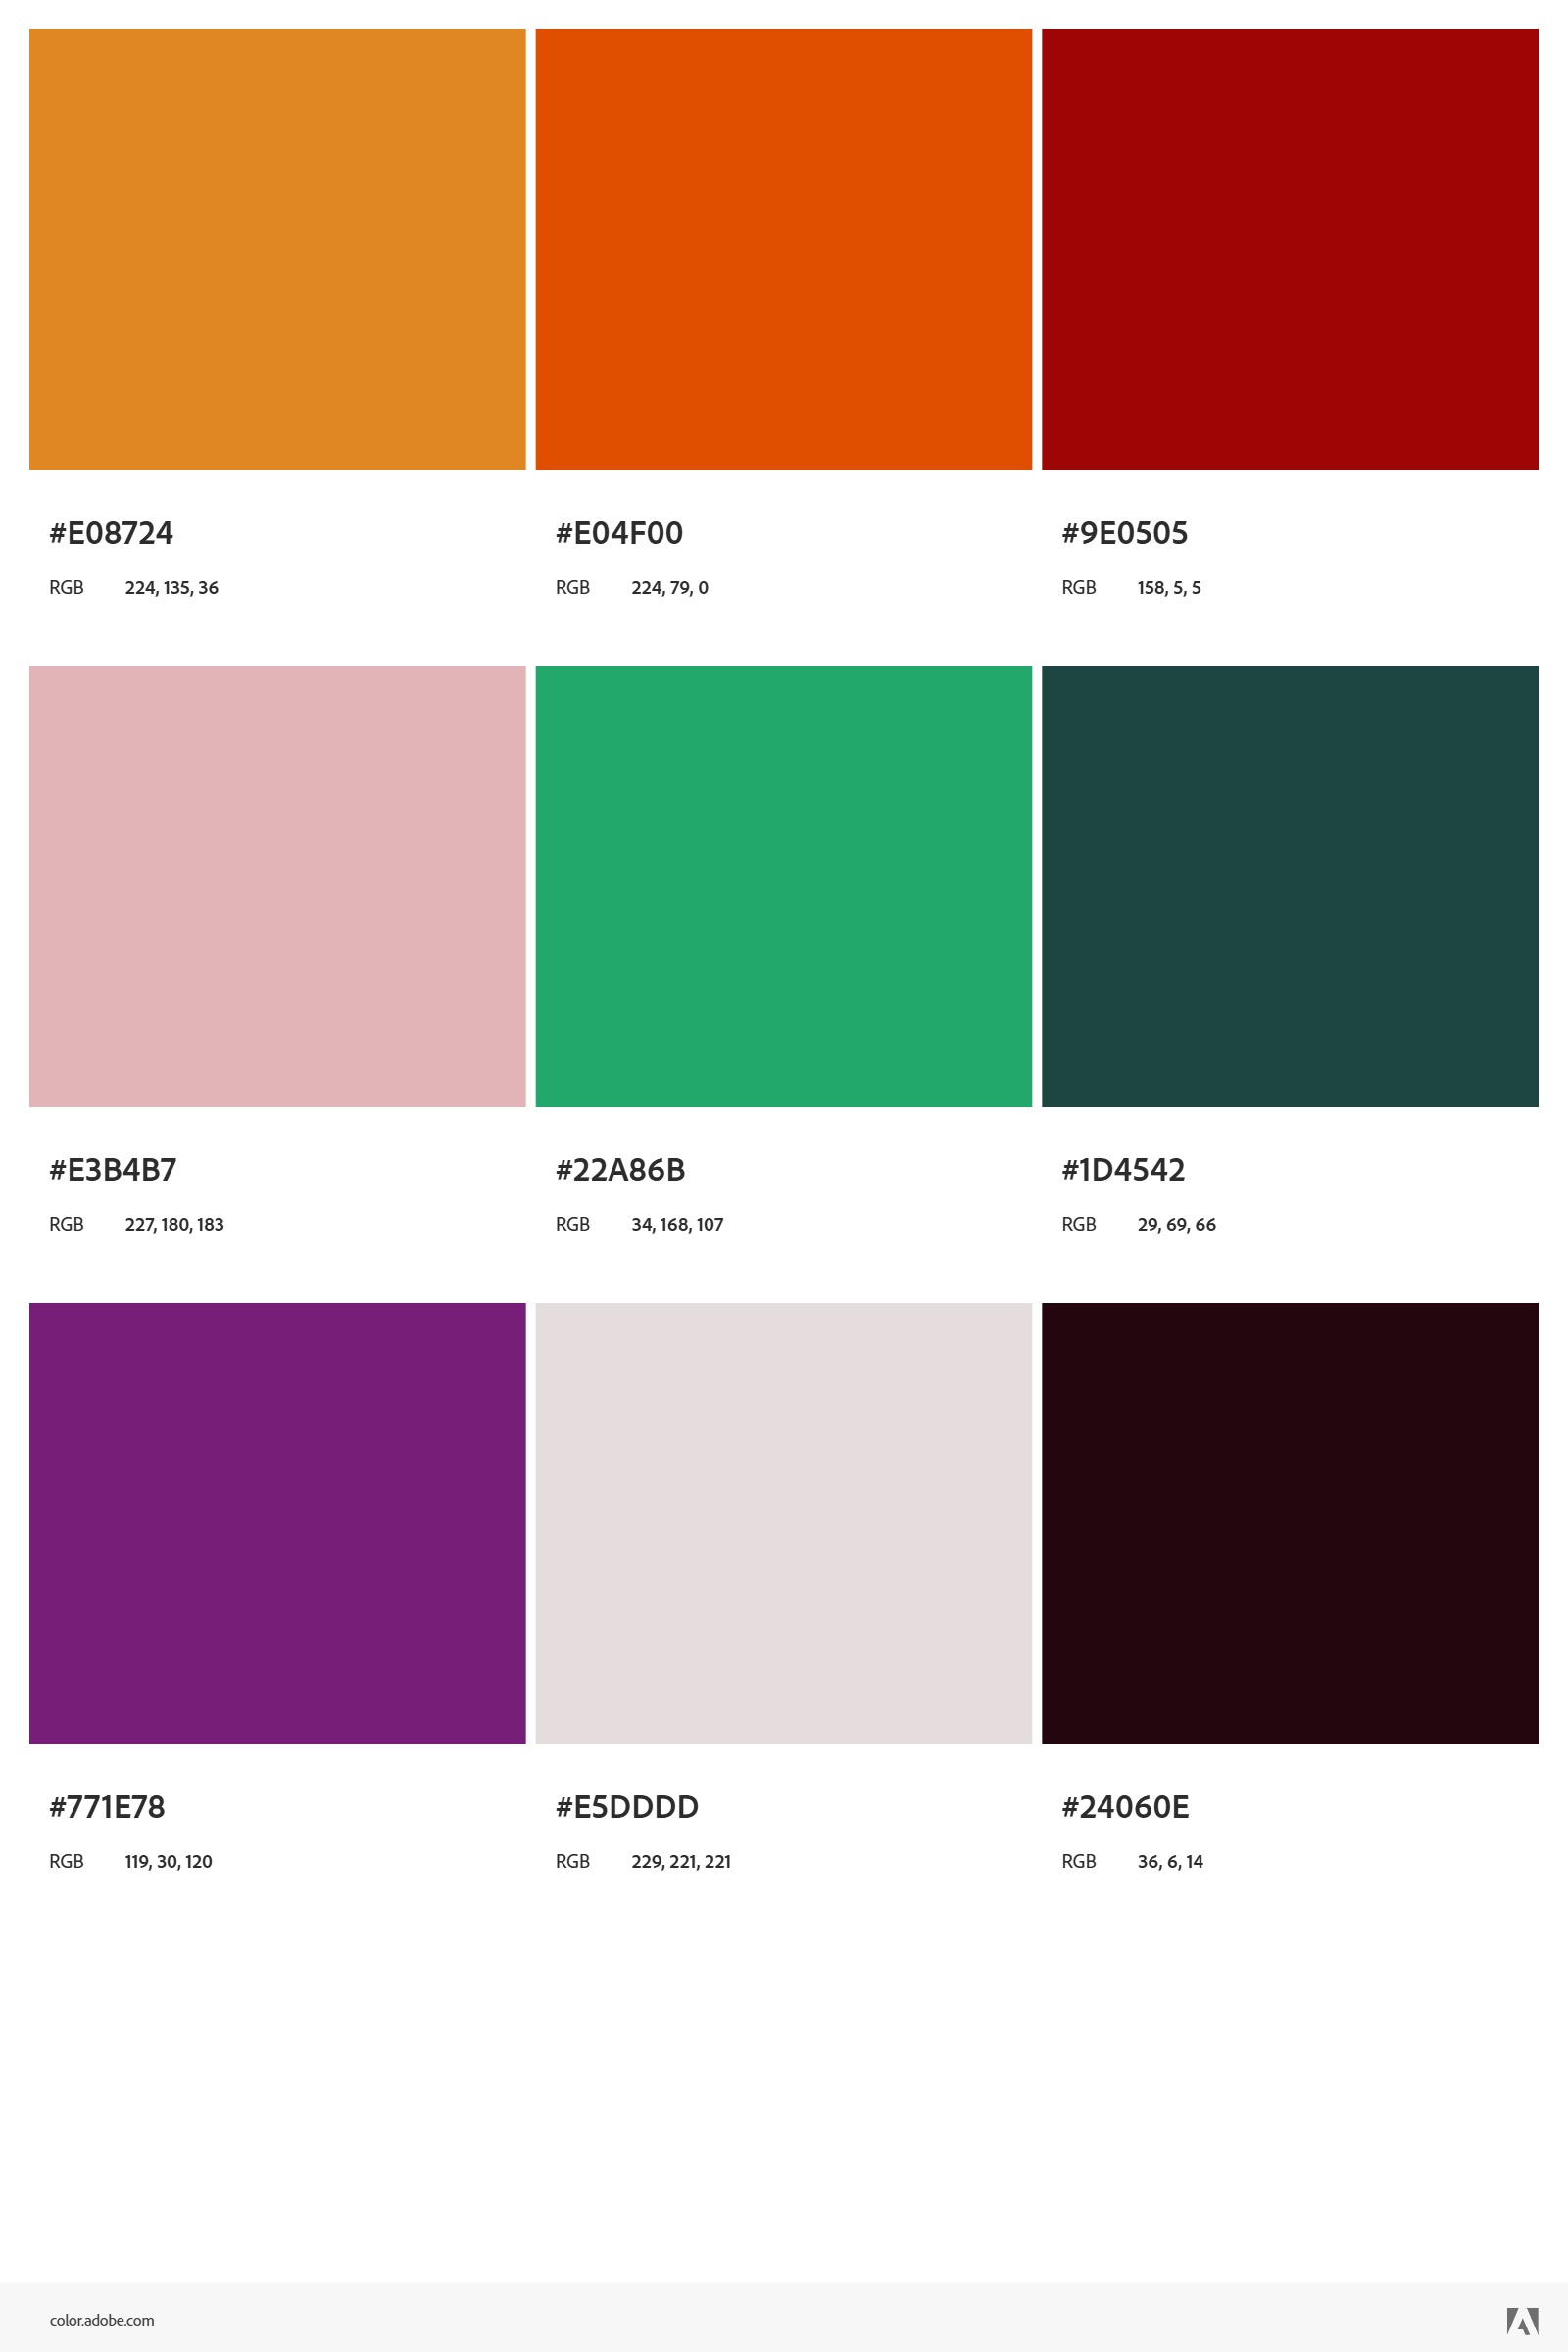 #E08724 #E04F00 #9E0505
RGB 224, 135, 36 RGB 224, 79, 0 RGB 158, 5, 5
#E3B4B7 #22A86B #1D4542
RGB 227, 180, 183 RGB 34, 168, 107 RGB 29, 69, 66
#771E78 #E5DDDD #24060E
RGB 119, 30, 120 RGB 229, 221, 221 RGB 36, 6, 14
color.adobe.com